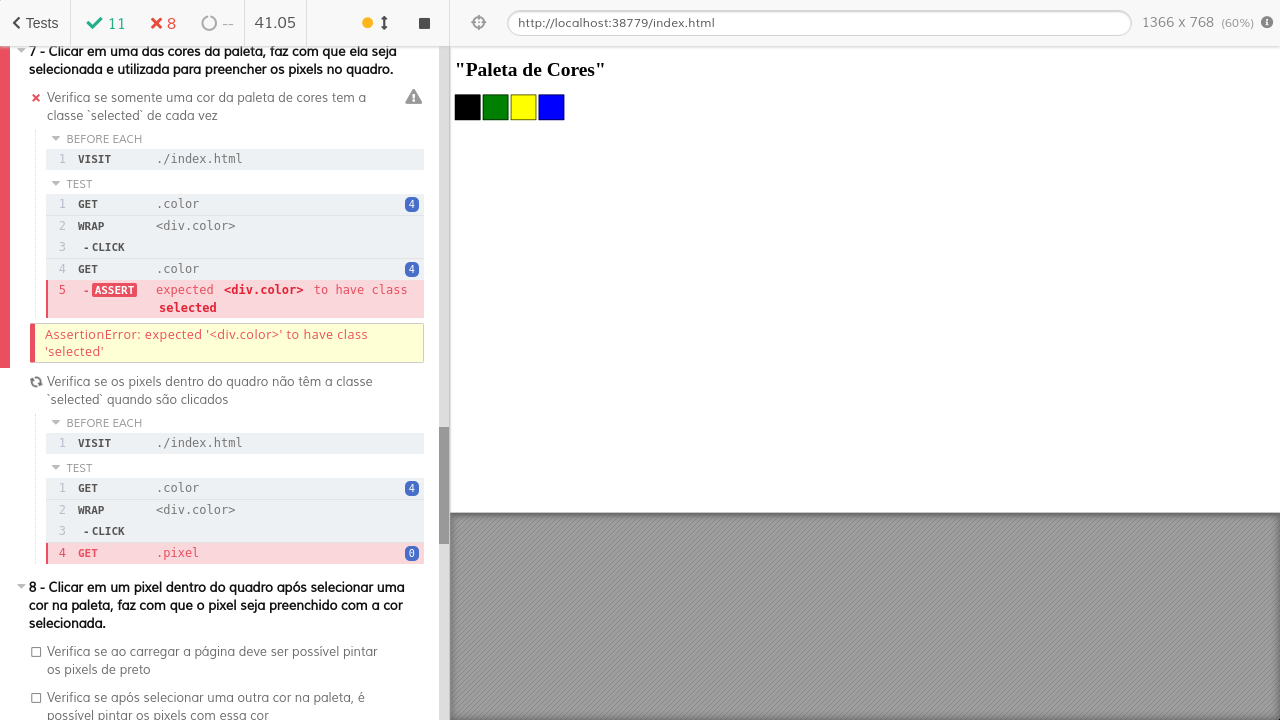 Tests 11 8 -- 41.05 http://localhost:38779/index.html 1366 x 768 (60%)
7 - Clicar em uma das cores da paleta, faz com que ela seja
selecionada e utilizada para preencher os pixels no quadro.
Verifica se somente uma cor da paleta de cores tem a
classe `selected` de cada vez
BEFORE EACH
1 VISIT ./index.html
TEST
1 GET .color 4
2 WRAP <div.color>
3 - CLICK
4 GET .color 4
5 - ASSERT expected <div.color> to have class
selected
AssertionError: expected '<div.color>' to have class
'selected'
Verifica se os pixels dentro do quadro não têm a classe
`selected` quando são clicados
BEFORE EACH
1 VISIT ./index.html
TEST
1 GET .color 4
2 WRAP <div.color>
3 - CLICK
4 GET .pixel 0
8 - Clicar em um pixel dentro do quadro após selecionar uma
cor na paleta, faz com que o pixel seja preenchido com a cor
selecionada.
Verifica se ao carregar a página deve ser possível pintar
os pixels de preto
Verifica se após selecionar uma outra cor na paleta, é
possível pintar os pixels com essa cor
"Paleta de Cores"